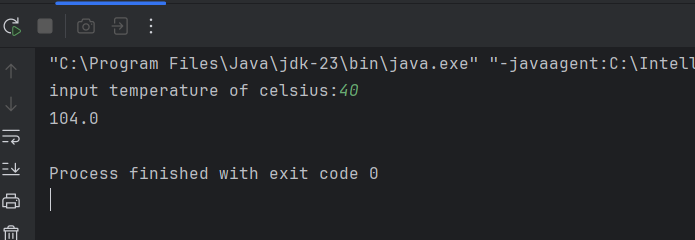 "C:\Program Files\Java\jdk-23\bin\java.exe" "-javaagent:C:\Intell
input temperature of celsius:40
104.0
Process finished with exit code 0